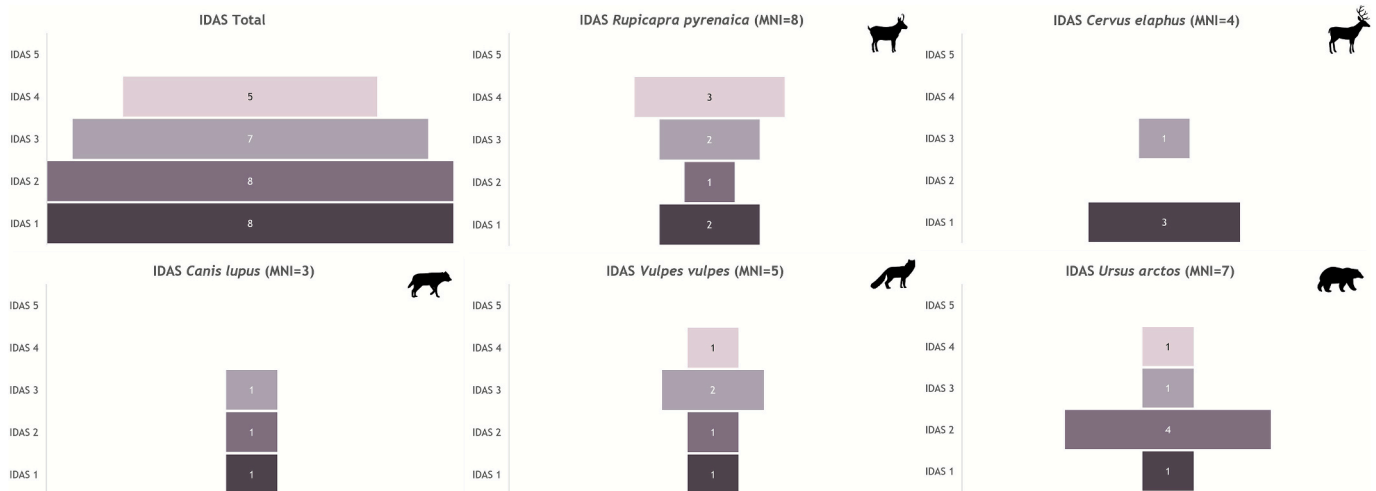 IDAS Total
IDAS 5
IDAS 4
5
IDAS 3
7
IDAS 2
8
IDAS 1
8
IDAS Rupicapra pyrenaica (MNI=8)
IDAS 5
IDAS 4
3
IDAS 3
2
IDAS 2
1
IDAS 1
2
IDAS Cervus elaphus (MNI=4)
IDAS 5
IDAS 4
IDAS 3
1
IDAS 2
IDAS 1
3
IDAS Canis lupus (MNI=3)
IDAS 5
IDAS 4
IDAS 3
1
IDAS 2
1
IDAS 1
1
IDAS Vulpes vulpes (MNI=5)
IDAS 5
IDAS 4
1
IDAS 3
2
IDAS 2
1
IDAS 1
1
IDAS Ursus arctos (MNI=7)
IDAS 5
IDAS 4
1
IDAS 3
1
IDAS 2
4
IDAS 1
1